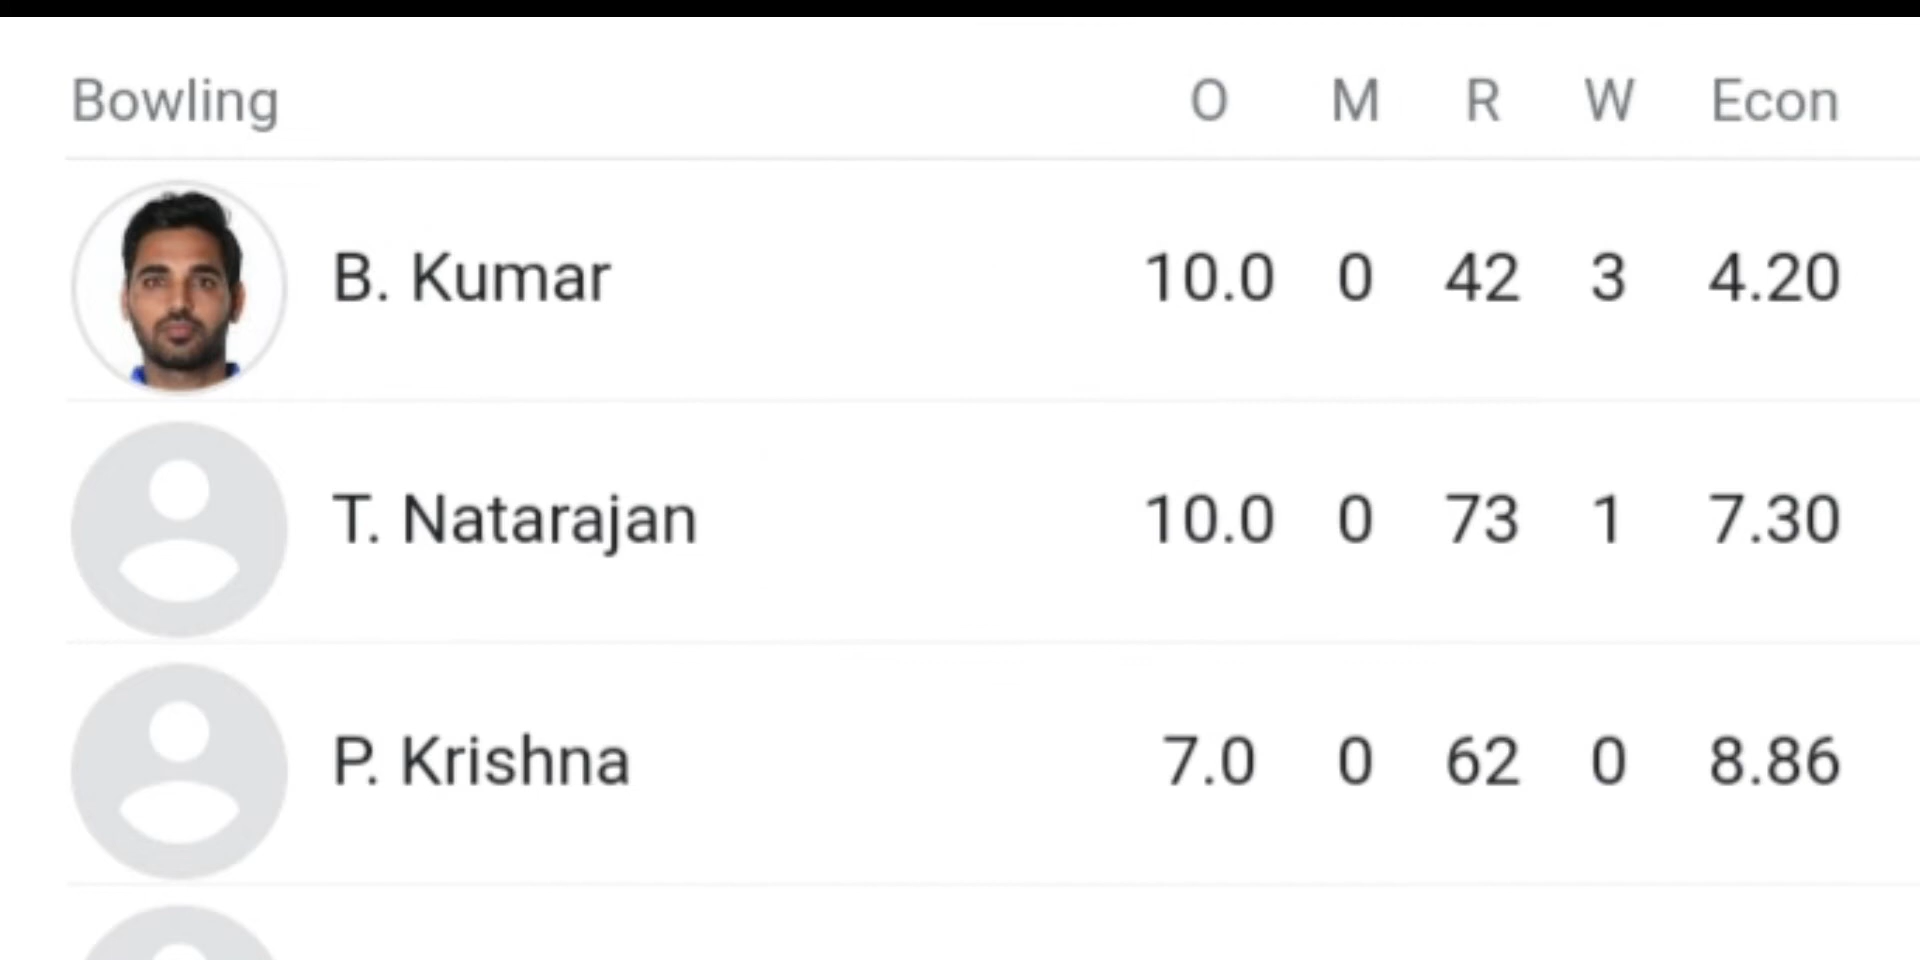 Bowling O M R W Econ
B. Kumar 10.0 0 42 3 4.20
T. Natarajan 10.0 0 73 1 7.30
P. Krishna 7.0 0 62 0 8.86